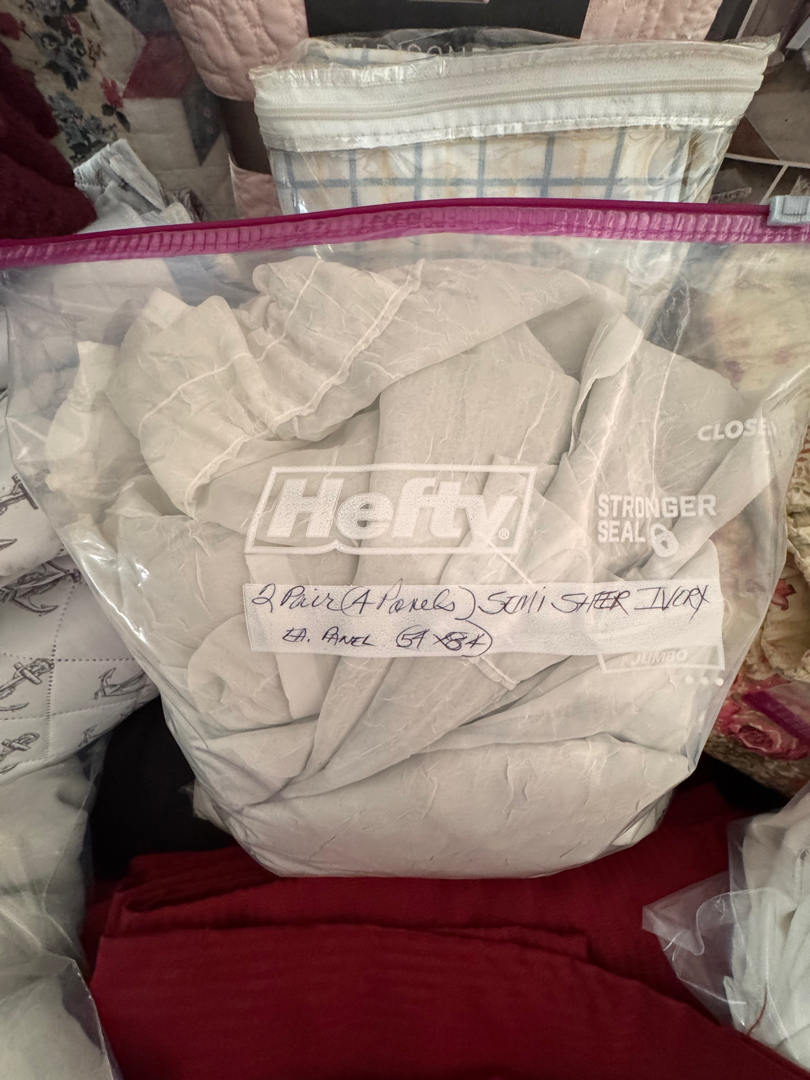 Hefty®
CLOSE
STRONGER
SEAL
2 Pair (4 Panels) SEMI SHEER IVORY
EA. PANEL (54 x 84)
JUMBO